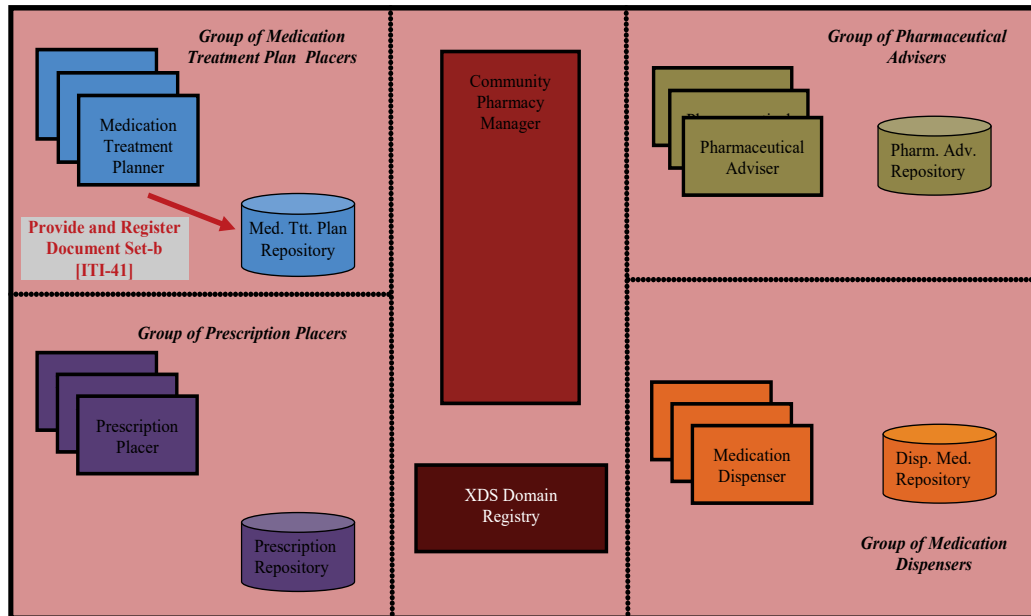 Group of Medication
Treatment Plan Placers
Medication
Treatment
Planner
Provide and Register
Document Set-b
[ITI-41]
Med. Ttt. Plan
Repository
Community
Pharmacy
Manager
Group of Pharmaceutical
Advisers
Pharmaceutical
Adviser
Pharm. Adv.
Repository
Group of Prescription Placers
Prescription
Placer
Prescription
Repository
XDS Domain
Registry
Medication
Dispenser
Disp. Med.
Repository
Group of Medication
Dispensers